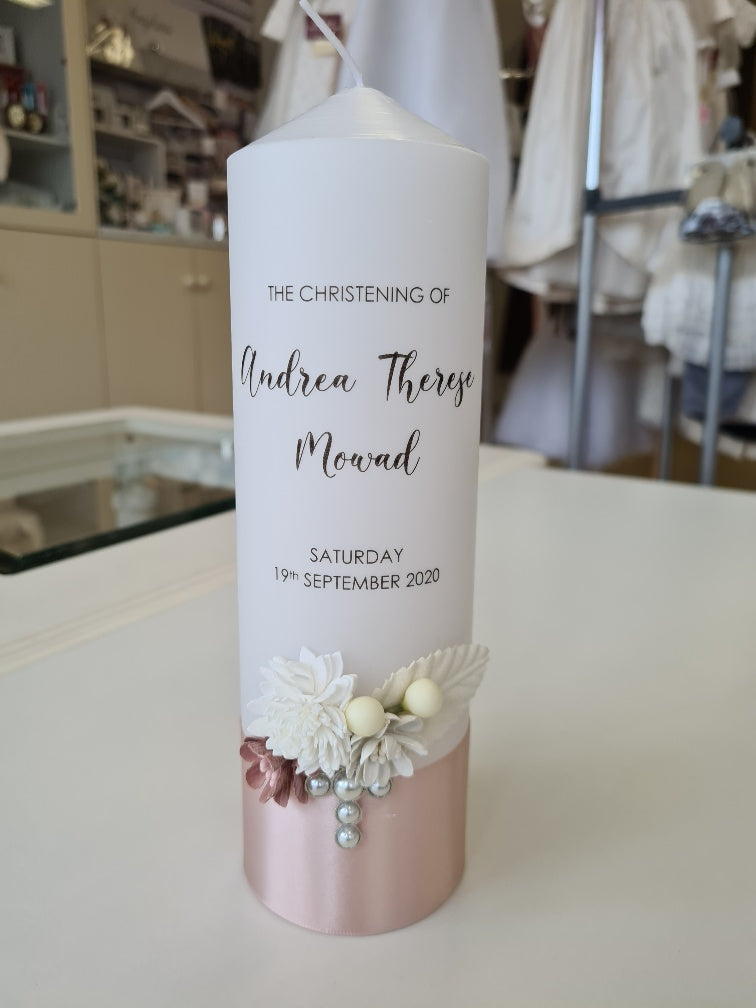 THE CHRISTENING OF
Andrea Therese
Mowad
SATURDAY
19th SEPTEMBER 2020